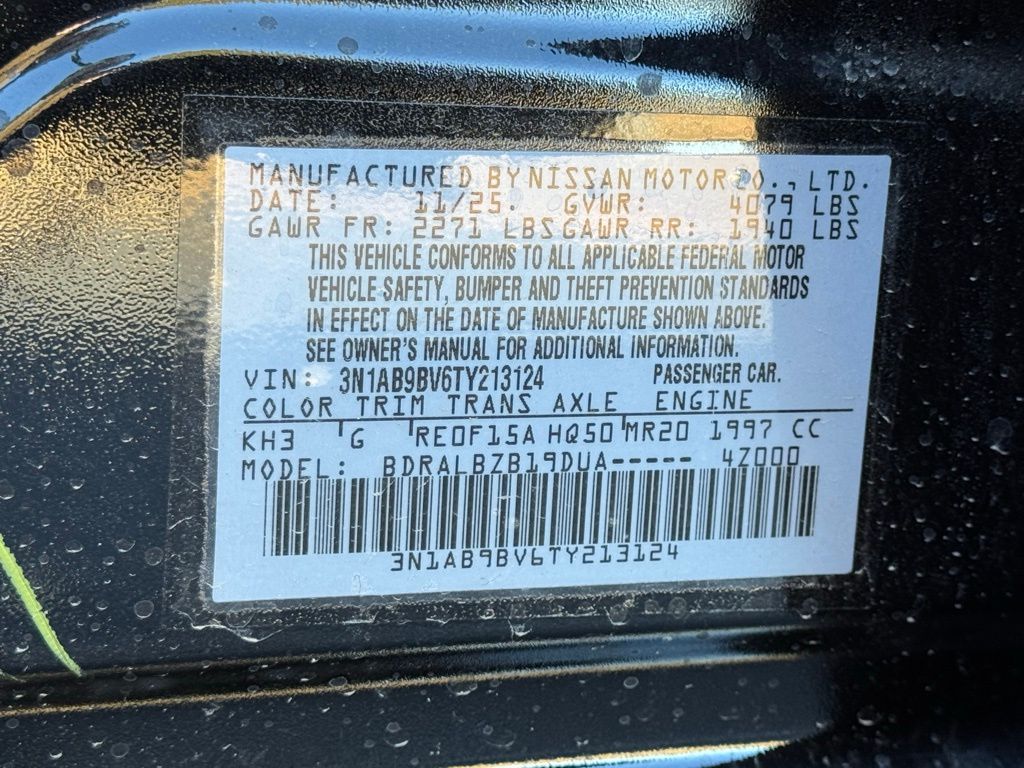 MANUFACTURED BY NISSAN MOTOR CO., LTD.
DATE: 11/25. GVWR: 4079 LBS
GAWR FR: 2271 LBS GAWR RR: 1940 LBS
THIS VEHICLE CONFORMS TO ALL APPLICABLE FEDERAL MOTOR
VEHICLE SAFETY, BUMPER AND THEFT PREVENTION STANDARDS
IN EFFECT ON THE DATE OF MANUFACTURE SHOWN ABOVE.
SEE OWNER'S MANUAL FOR ADDITIONAL INFORMATION.
VIN: 3N1AB9BV6TY213124 PASSENGER CAR.
COLOR TRIM TRANS AXLE ENGINE
KH3 G RE0F15A HQ50 MR20 1997 CC
MODEL: BDRALBZB19DUA----- 4Z000
3N1AB9BV6TY213124